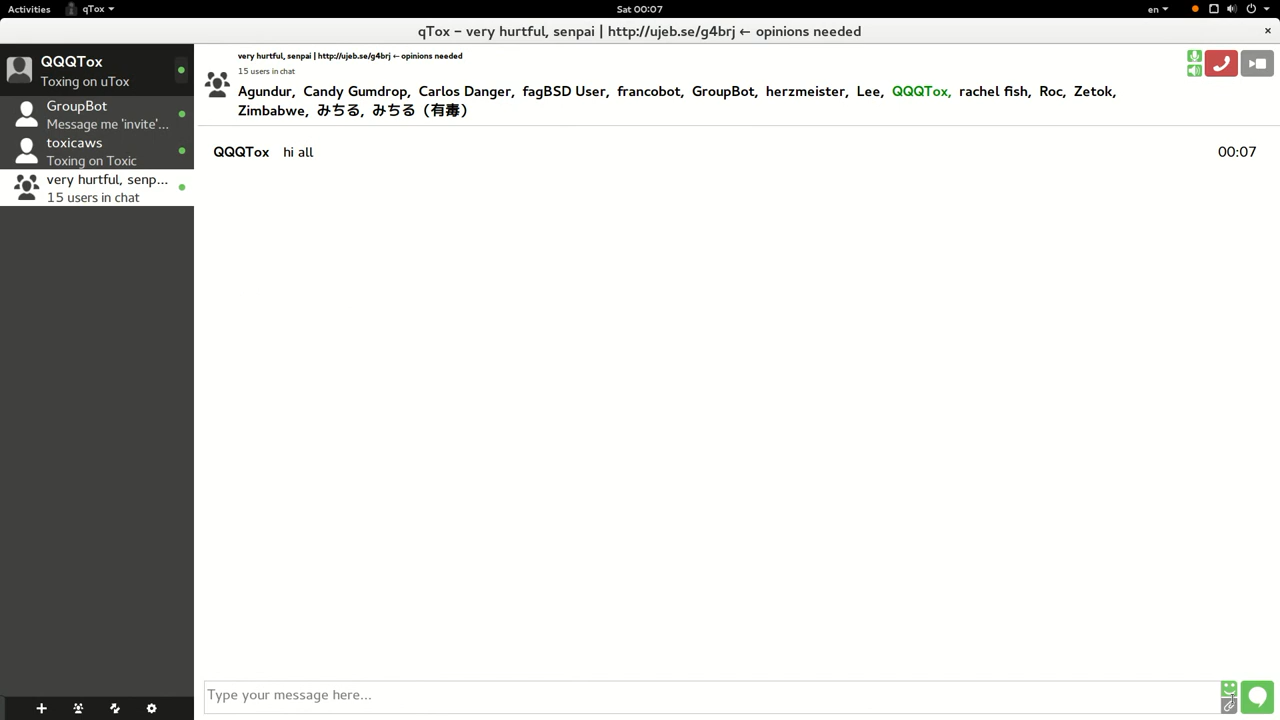 Activities qTox Sat 00:07 en
qTox – very hurtful, senpai | http://ujeb.se/g4brj ← opinions needed ×
QQQTox
Toxing on uTox
GroupBot
Message me 'invite'...
toxicaws
Toxing on Toxic
very hurtful, senp...
15 users in chat
very hurtful, senpai | http://ujeb.se/g4brj ← opinions needed
15 users in chat
Agundur, Candy Gumdrop, Carlos Danger, fagBSD User, francobot, GroupBot, herzmeister, Lee, QQQTox, rachel fish, Roc, Zetok,
Zimbabwe, みちる, みちる（有毒）
QQQTox hi all 00:07
Type your message here...